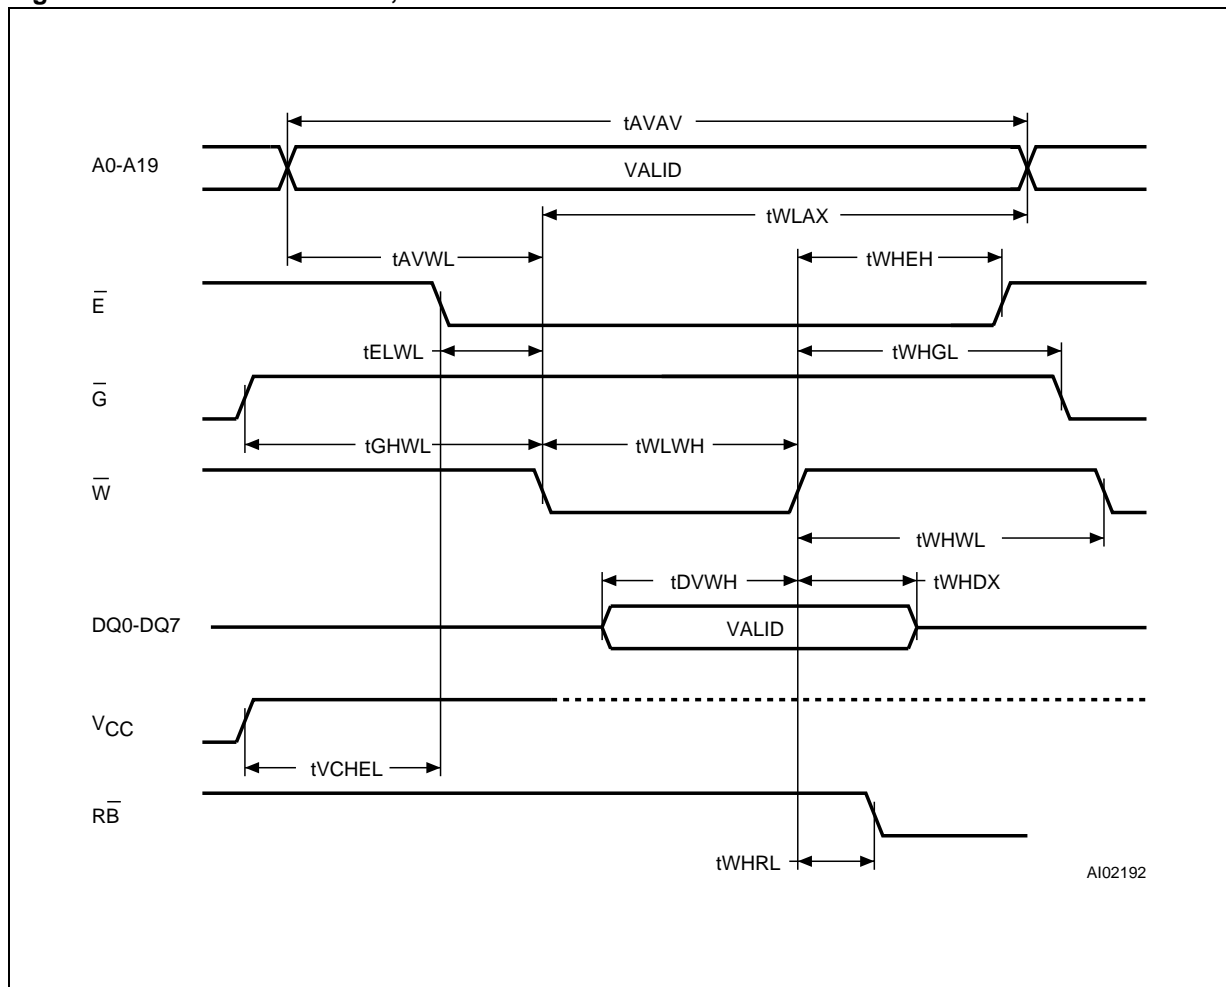 tAVAV
A0-A19
VALID
tWLAX
tAVWL
tWHEH
E̅
tELWL
tWHGL
G̅
tGHWL
tWLWH
W̅
tWHWL
tDVWH
tWHDX
DQ0-DQ7
VALID
VCC
tVCHEL
RB̅
tWHRL
AI02192